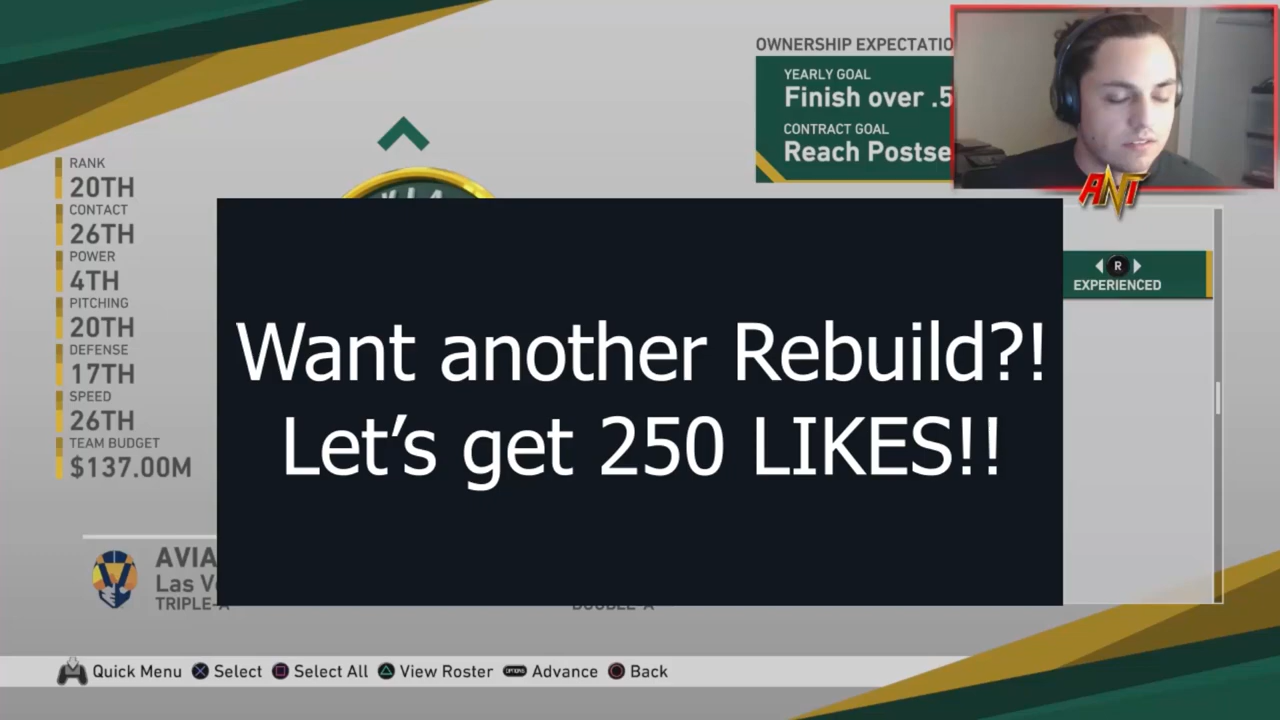 OWNERSHIP EXPECTATIO
YEARLY GOAL
Finish over .5
CONTRACT GOAL
Reach Postse
ANT
RANK
20TH
CONTACT
26TH
POWER
4TH
PITCHING
20TH
DEFENSE
17TH
SPEED
26TH
TEAM BUDGET
$137.00M
R
EXPERIENCED
Want another Rebuild?!
Let's get 250 LIKES!!
AVIA
Las V
TRIPLE-A
DOUBLE-A
Quick Menu Select Select All View Roster OPTIONS Advance Back